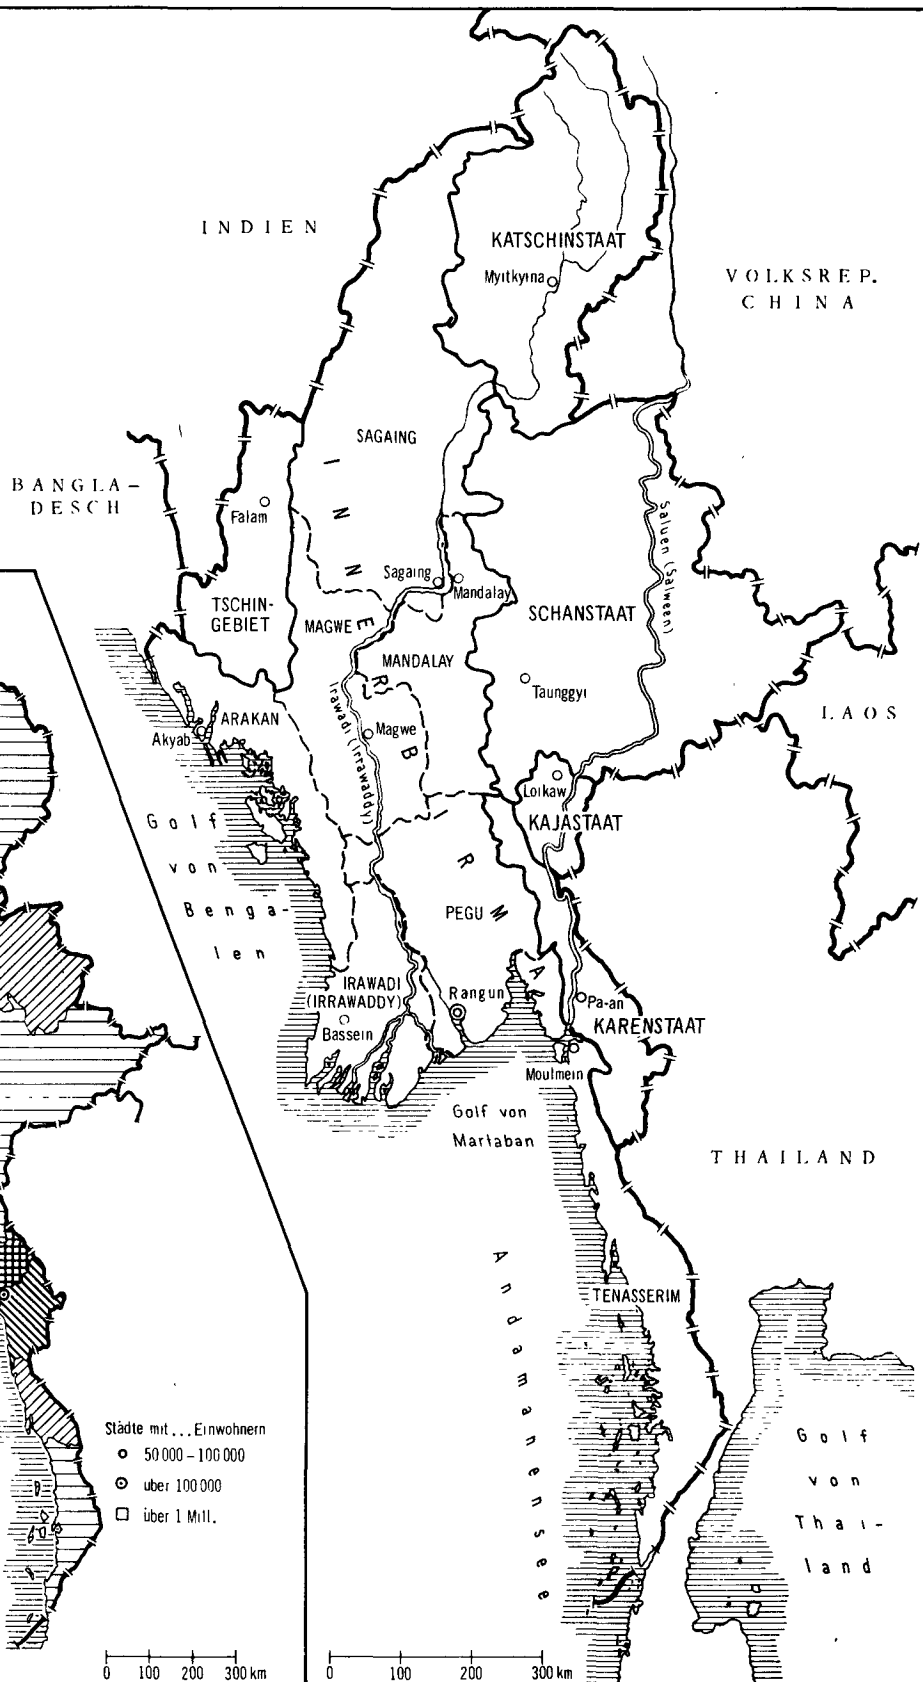 INDIEN
KATSCHINSTAAT
Myitkyina
VOLKSREP.
CHINA
SAGAING
BANGLA-
DESCH
Falam
INNERBIRMA
Saluen (Salween)
Sagaing
Mandalay
TSCHIN-
GEBIET
MAGWE
SCHANSTAAT
MANDALAY
Taunggyi
Irawadi (Irrawaddy)
ARAKAN
Akyab
Magwe
LAOS
Loikaw
KAJASTAAT
Golf
von
Benga-
len
PEGU
IRAWADI
(IRRAWADDY)
Rangun
Bassein
Pa-an
KARENSTAAT
Moulmein
Golf von
Martaban
THAILAND
Andamanensee
TENASSERIM
Golf
von
Thai-
land
Städte mit...Einwohnern
50 000 – 100 000
über 100 000
über 1 Mill.
0 100 300 km
0 100 300 km